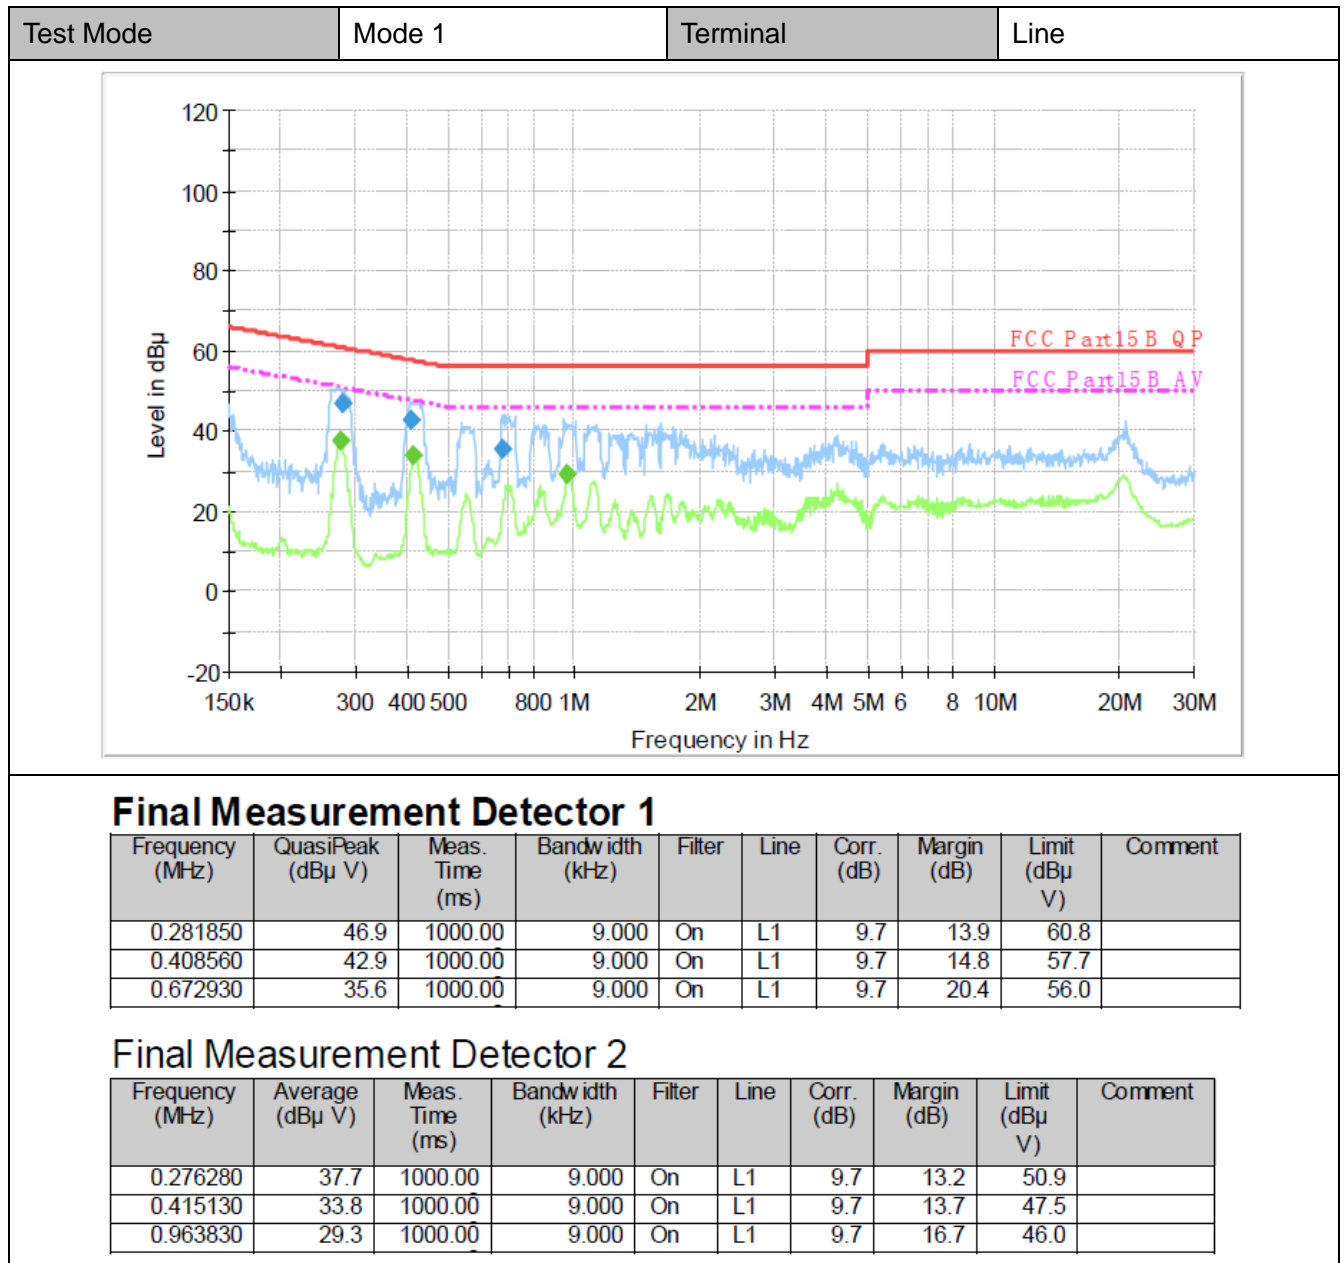 Test Mode Mode 1 Terminal Line
120
100
80
60
40
20
0
-20
Level in dBµ
FCC Part15 B QP
FCC Part15 B AV
150k 300 400 500 800 1M 2M 3M 4M 5M 6 8 10M 20M 30M
Frequency in Hz
Final Measurement Detector 1
Frequency (MHz) QuasiPeak (dBµ V) Meas. Time (ms) Bandwidth (kHz) Filter Line Corr. (dB) Margin (dB) Limit (dBµ V) Comment
0.281850 46.9 1000.00 9.000 On L1 9.7 13.9 60.8
0.408560 42.9 1000.00 9.000 On L1 9.7 14.8 57.7
0.672930 35.6 1000.00 9.000 On L1 9.7 20.4 56.0
Final Measurement Detector 2
Frequency (MHz) Average (dBµ V) Meas. Time (ms) Bandwidth (kHz) Filter Line Corr. (dB) Margin (dB) Limit (dBµ V) Comment
0.276280 37.7 1000.00 9.000 On L1 9.7 13.2 50.9
0.415130 33.8 1000.00 9.000 On L1 9.7 13.7 47.5
0.963830 29.3 1000.00 9.000 On L1 9.7 16.7 46.0